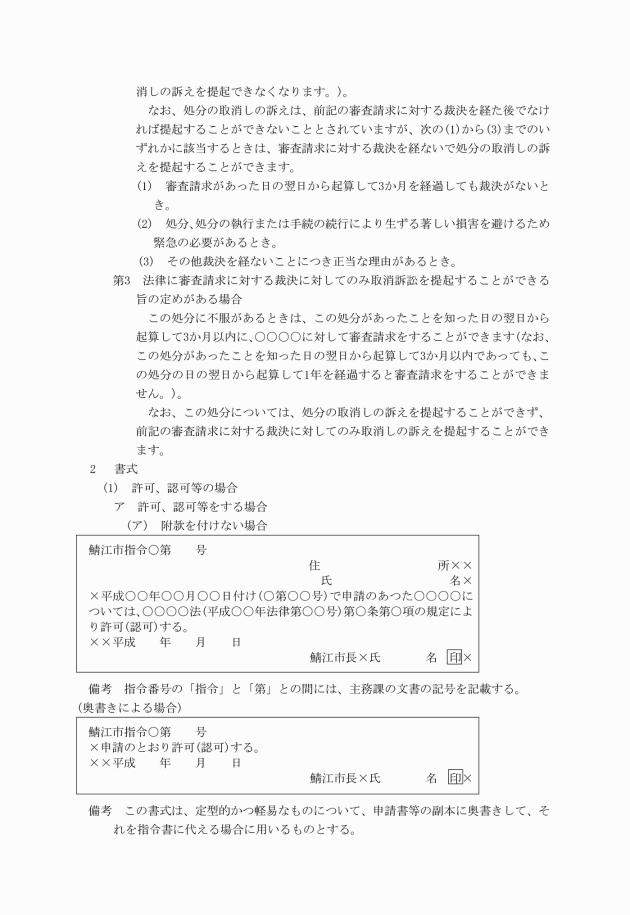 消しの訴えを提起できなくなります。)。
なお、処分の取消しの訴えは、前記の審査請求に対する裁決を経た後でなけ
れば提起することができないこととされていますが、次の(1)から(3)までのい
ずれかに該当するときは、審査請求に対する裁決を経ないで処分の取消しの訴
えを提起することができます。
(1)　審査請求があった日の翌日から起算して3か月を経過しても裁決がないと
き。
(2)　処分、処分の執行または手続の続行により生ずる著しい損害を避けるため
緊急の必要があるとき。
(3)　その他裁決を経ないことにつき正当な理由があるとき。
第3　法律に審査請求に対する裁決に対してのみ取消訴訟を提起することができる
旨の定めがある場合
この処分に不服があるときは、この処分があったことを知った日の翌日から
起算して3か月以内に、〇〇〇〇に対して審査請求をすることができます(なお、
この処分があったことを知った日の翌日から起算して3か月以内であっても、こ
の処分の日の翌日から起算して1年を経過すると審査請求をすることができま
せん。)。
なお、この処分については、処分の取消しの訴えを提起することができず、
前記の審査請求に対する裁決に対してのみ取消しの訴えを提起することができ
ます。
2　書式
(1)　許可、認可等の場合
ア　許可、認可等をする場合
(ア)　附款を付けない場合
鯖江市指令〇第　　号
住　　　　　　　　　　所××
氏　　　　　　　　　　名×
×平成〇〇年〇〇月〇〇日付け(〇第〇〇号)で申請のあつた〇〇〇〇に
ついては、〇〇〇〇法(平成〇〇年法律第〇〇号)第〇条第〇項の規定によ
り許可(認可)する。
××平成　　年　　月　　日
鯖江市長×氏　　　　名　印×
備考　指令番号の「指令」と「第」との間には、主務課の文書の記号を記載する。
(奥書きによる場合)
鯖江市指令〇第　　号
×申請のとおり許可(認可)する。
××平成　　年　　月　　日
鯖江市長×氏　　　　名　印×
備考　この書式は、定型的かつ軽易なものについて、申請書等の副本に奥書きして、そ
れを指令書に代える場合に用いるものとする。